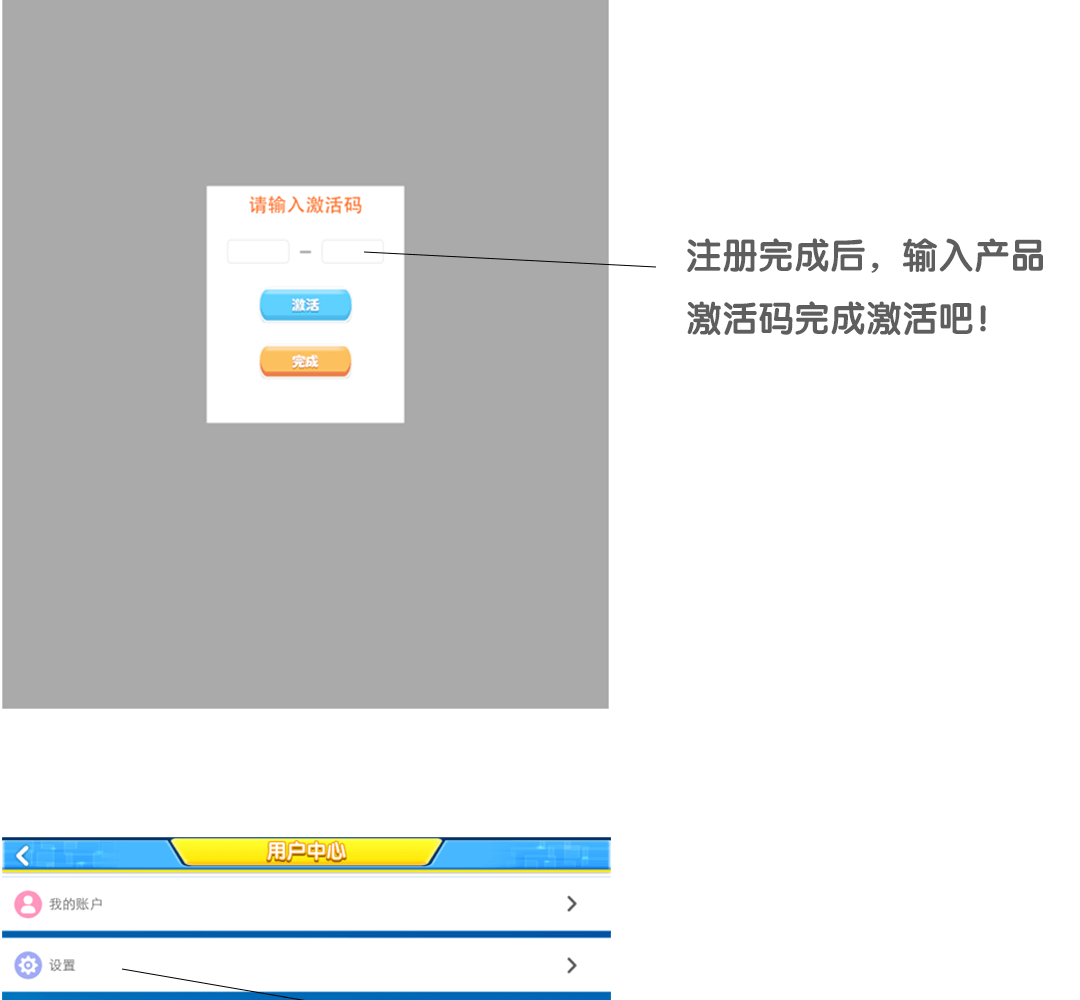 请输入激活码
激活
完成
注册完成后，输入产品
激活码完成激活吧！
用户中心
我的账户
设置